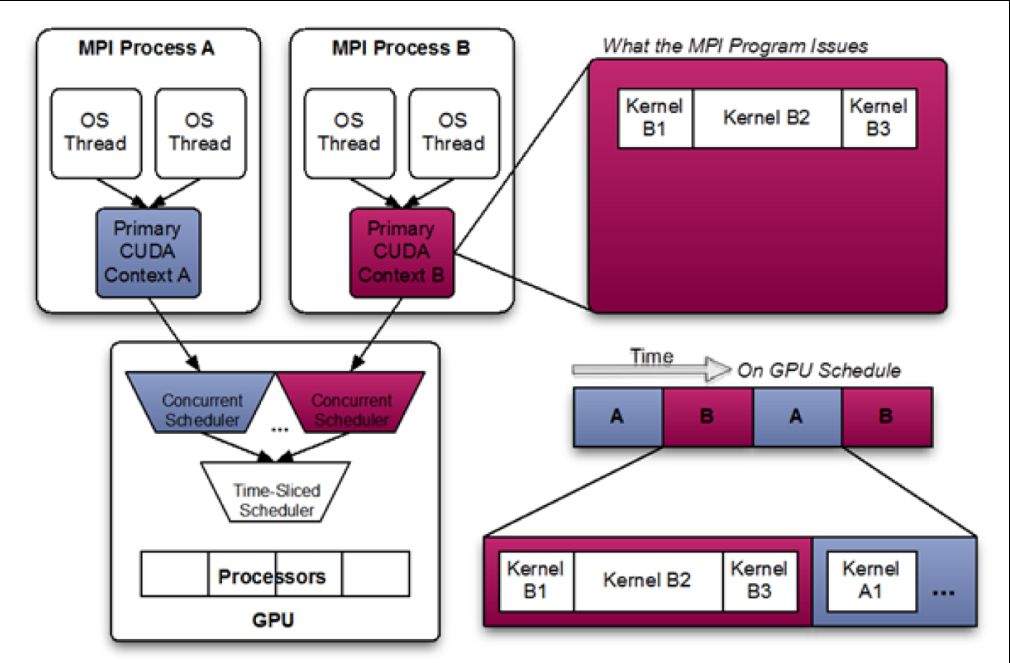 MPI Process A
OS
Thread
OS
Thread
Primary
CUDA
Context A
MPI Process B
OS
Thread
OS
Thread
Primary
CUDA
Context B
What the MPI Program Issues
Kernel
B1
Kernel B2
Kernel
B3
Concurrent
Scheduler
...
Concurrent
Scheduler
Time-Sliced
Scheduler
Processors
GPU
Time
On GPU Schedule
A
B
A
B
Kernel
B1
Kernel B2
Kernel
B3
Kernel
A1
...